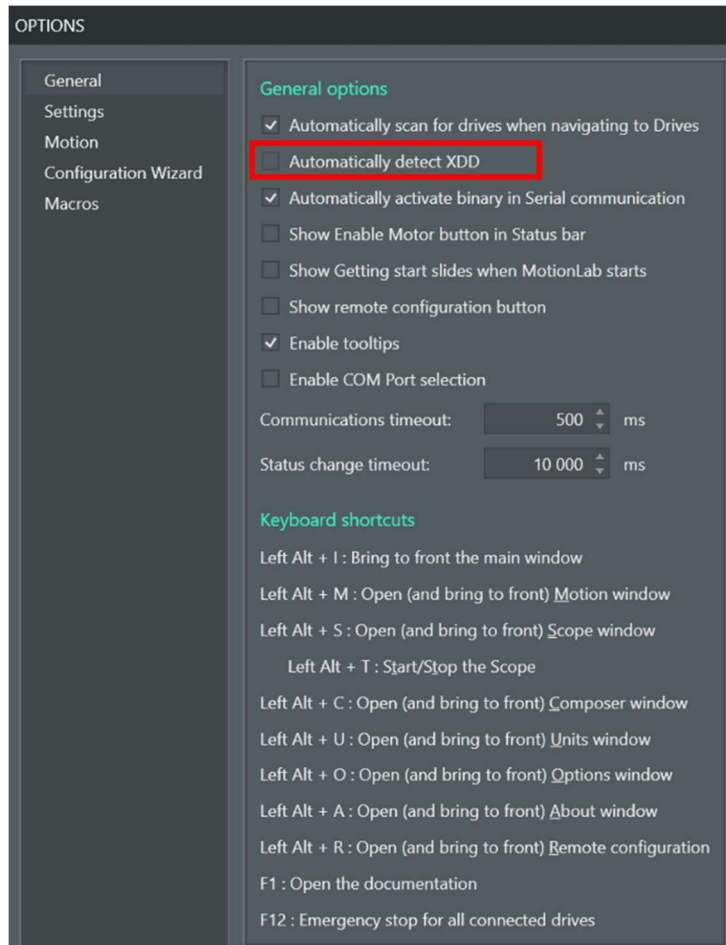 OPTIONS
General
Settings
Motion
Configuration Wizard
Macros
General options
Automatically scan for drives when navigating to Drives
Automatically detect XDD
Automatically activate binary in Serial communication
Show Enable Motor button in Status bar
Show Getting start slides when MotionLab starts
Show remote configuration button
Enable tooltips
Enable COM Port selection
Communications timeout: 500 ms
Status change timeout: 10 000 ms
Keyboard shortcuts
Left Alt + I : Bring to front the main window
Left Alt + M : Open (and bring to front) Motion window
Left Alt + S : Open (and bring to front) Scope window
Left Alt + T : Start/Stop the Scope
Left Alt + C : Open (and bring to front) Composer window
Left Alt + U : Open (and bring to front) Units window
Left Alt + O : Open (and bring to front) Options window
Left Alt + A : Open (and bring to front) About window
Left Alt + R : Open (and bring to front) Remote configuration
F1 : Open the documentation
F12 : Emergency stop for all connected drives